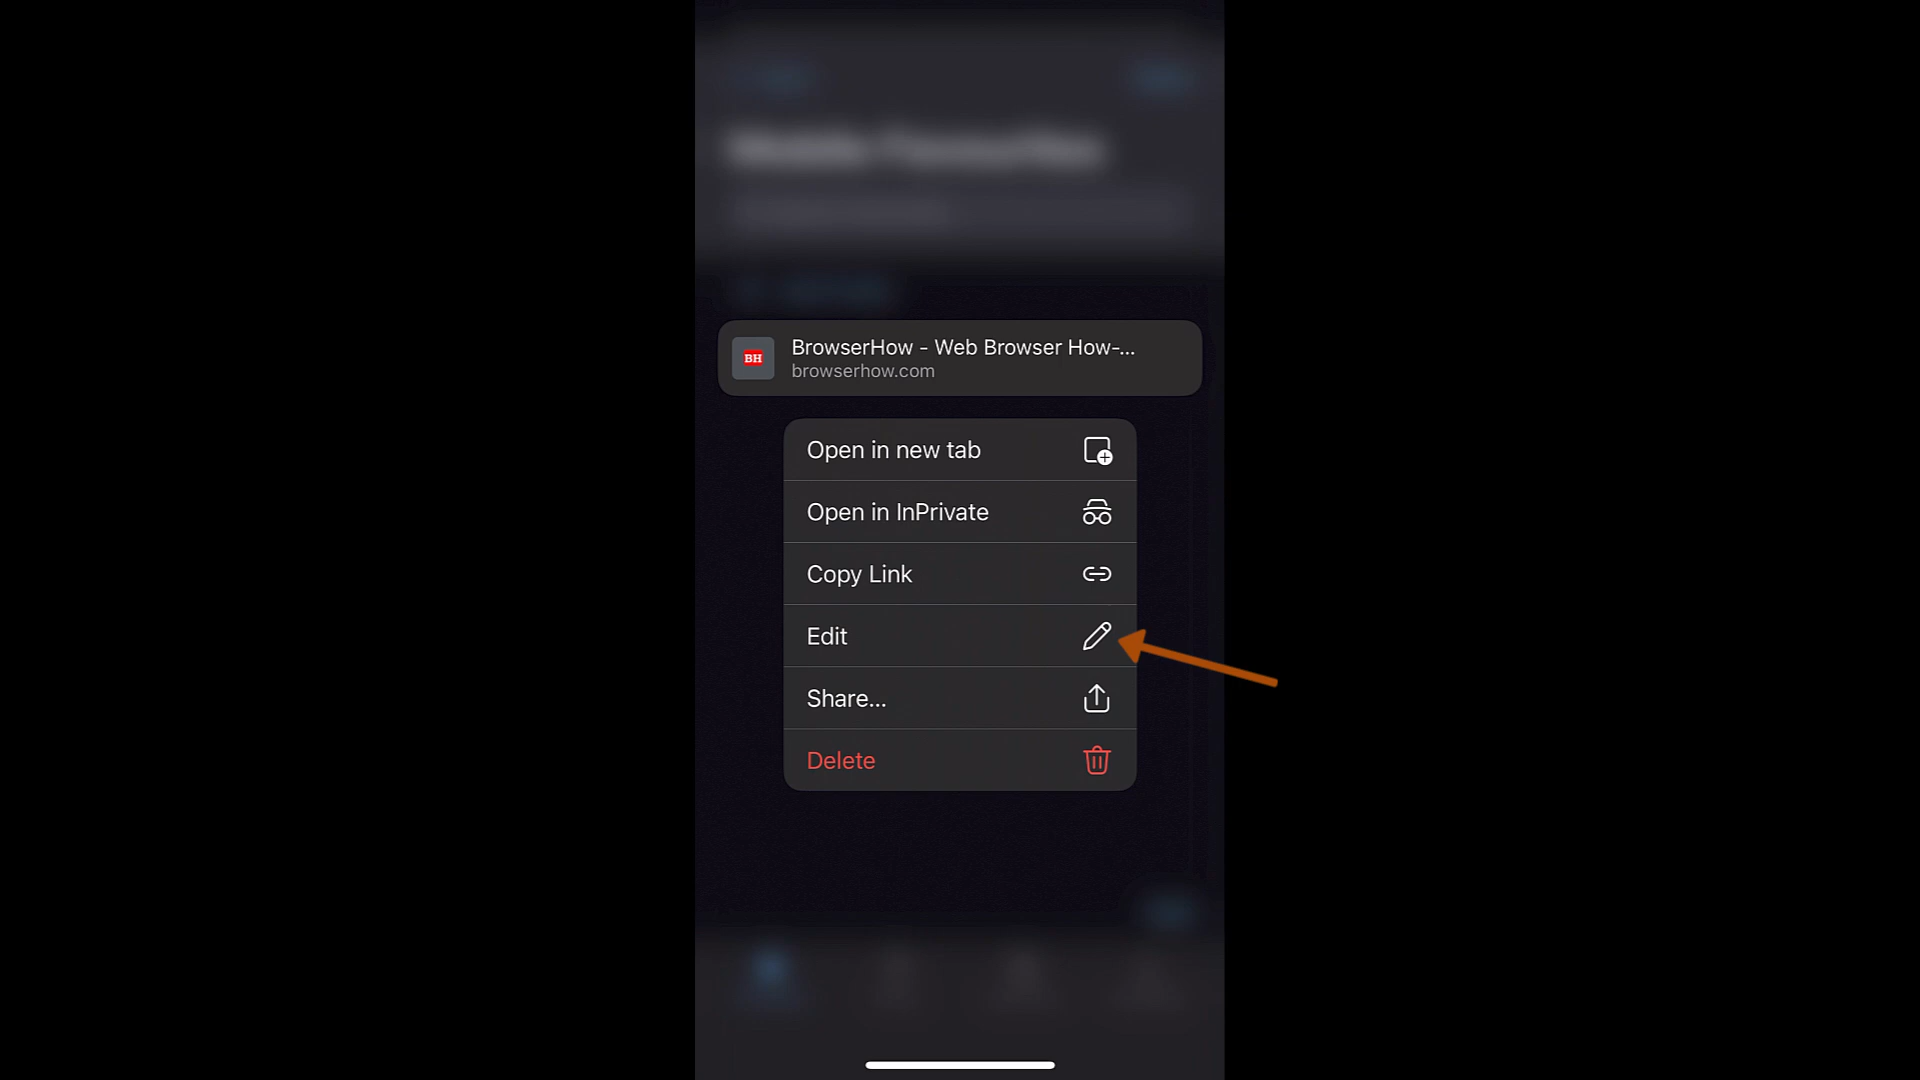 BH
BrowserHow - Web Browser How-...
browserhow.com
Open in new tab
Open in InPrivate
Copy Link
Edit
Share...
Delete